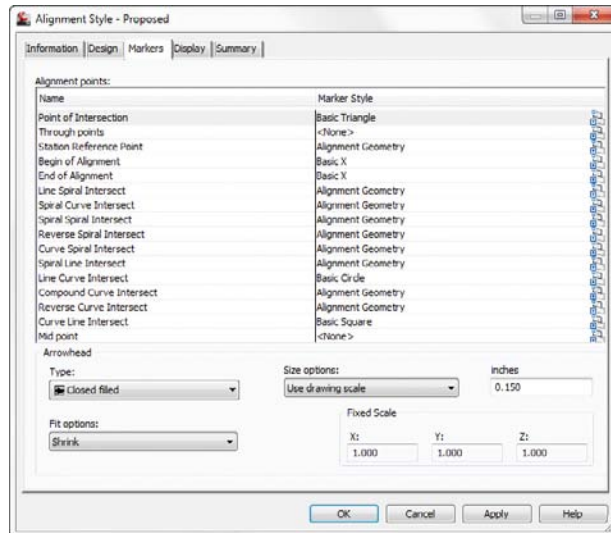 Alignment Style - Proposed
Information Design Markers Display Summary
Alignment points:
Name Marker Style
Point of Intersection Basic Triangle
Through points <None>
Station Reference Point Alignment Geometry
Begin of Alignment Basic X
End of Alignment Basic X
Line Spiral Intersect Alignment Geometry
Spiral Curve Intersect Alignment Geometry
Spiral Spiral Intersect Alignment Geometry
Reverse Spiral Intersect Alignment Geometry
Curve Spiral Intersect Alignment Geometry
Spiral Line Intersect Alignment Geometry
Line Curve Intersect Basic Circle
Compound Curve Intersect Alignment Geometry
Reverse Curve Intersect Alignment Geometry
Curve Line Intersect Basic Square
Mid point <None>
Arrowhead
Type: Size options: inches
Closed filled Use drawing scale 0.150
Fit options: Fixed Scale
Shrink X: Y: Z:
1.000 1.000 1.000
OK Cancel Apply Help